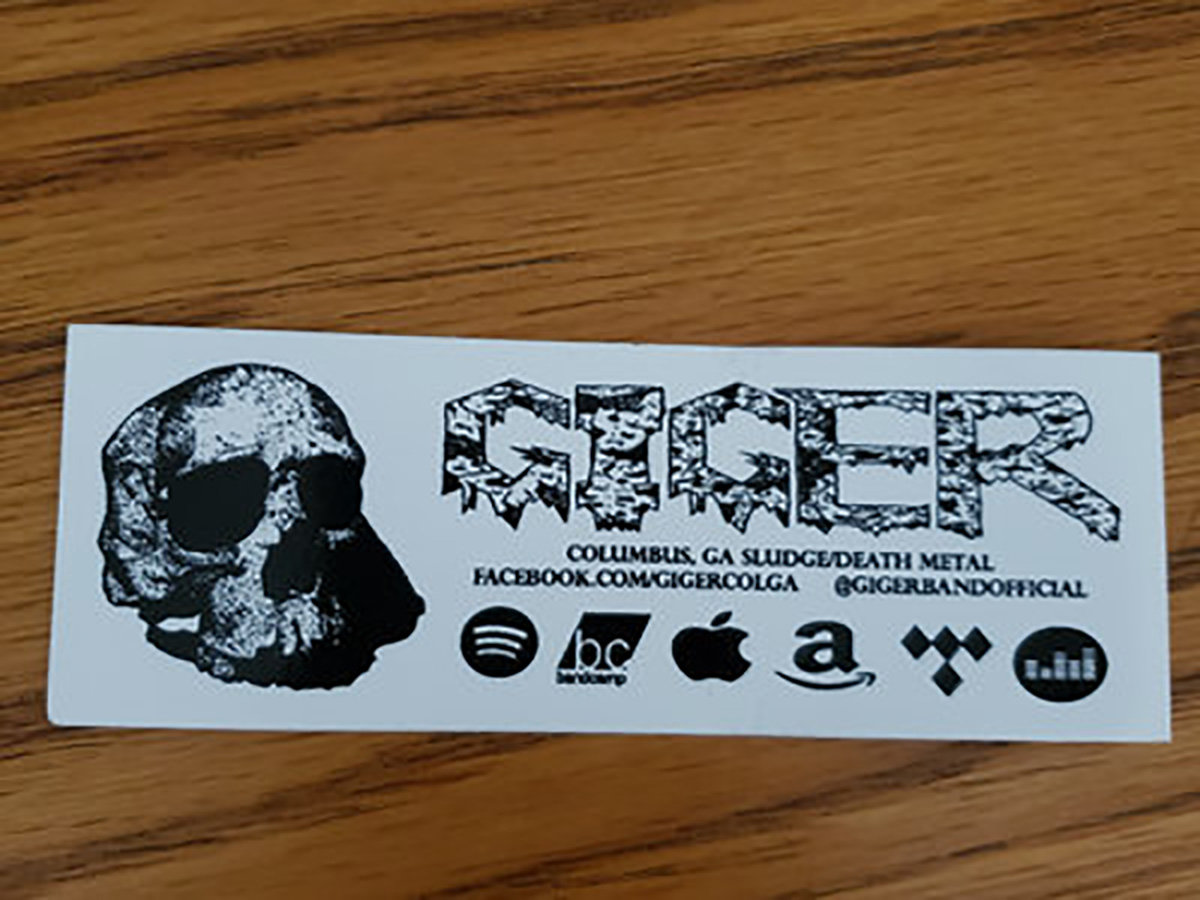 GIGER
COLUMBUS, GA SLUDGE/DEATH METAL
FACEBOOK.COM/GIGERCOLGA @GIGERBANDOFFICIAL
bc
bandcamp
a